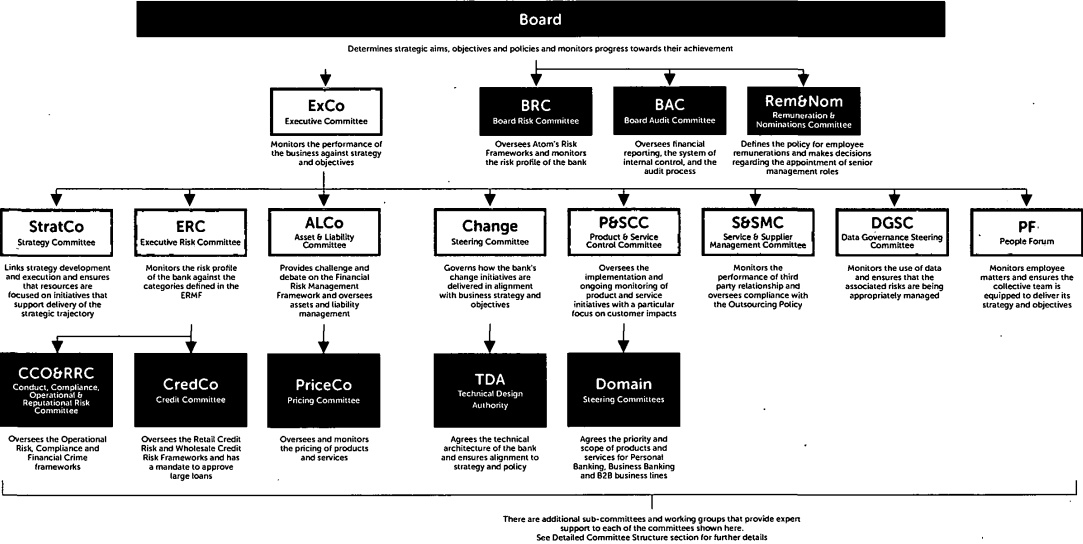 Board
Determines strategic aims, objectives and policies and monitors progress towards their achievement
ExCo
Executive Committee
Monitors the performance of
the business against strategy
and objectives
BRC
Board Risk Committee
Oversees Atom's Risk
Frameworks and monitors
the risk profile of the bank
BAC
Board Audit Committee
Oversees financial
reporting, the system of
internal control, and the
audit process
Rem&Nom
Remuneration &
Nominations Committee
Defines the policy for employee
remunerations and makes decisions
regarding the appointment of senior
management roles
StratCo
Strategy Committee
Links strategy development
and execution and ensures
that resources are
focused on initiatives that
support delivery of the
strategic trajectory
ERC
Executive Risk Committee
Monitors the risk profile
of the bank against the
categories defined in the
ERMF
ALCo
Asset & Liability
Committee
Provides challenge and
debate on the Financial
Risk Management
Framework and oversees
assets and liability
management
Change
Steering Committee
Governs how the bank's
change initiatives are
delivered in alignment
with business strategy and
objectives
P&SCC
Product & Service
Control Committee
Oversees the
implementation and
ongoing monitoring of
product and service
initiatives with a particular
focus on customer impacts
S&SMC
Service & Supplier
Management Committee
Monitors the
performance of third
party relationship and
oversees compliance with
the Outsourcing Policy
DGSC
Data Governance Steering
Committee
Monitors the use of data
and ensures that the
associated risks are being
appropriately managed
PF
People Forum
Monitors employee
matters and ensures the
collective team is
equipped to deliver its
strategy and objectives
CCO&RRC
Conduct, Compliance,
Operational &
Reputational Risk
Committee
Oversees the Operational
Risk, Compliance and
Financial Crime
frameworks
CredCo
Credit Committee
Oversees the Retail Credit
Risk and Wholesale Credit
Risk Frameworks and has
a mandate to approve
large loans
PriceCo
Pricing Committee
Oversees and monitors
the pricing of products
and services
TDA
Technical Design
Authority
Agrees the technical
architecture of the bank
and ensures alignment to
strategy and policy
Domain
Steering Committees
Agrees the priority and
scope of products and
services for Personal
Banking, Business Banking
and B2B business lines
There are additional sub-committees and working groups that provide expert
support to each of the committees shown here.
See Detailed Committee Structure section for further details